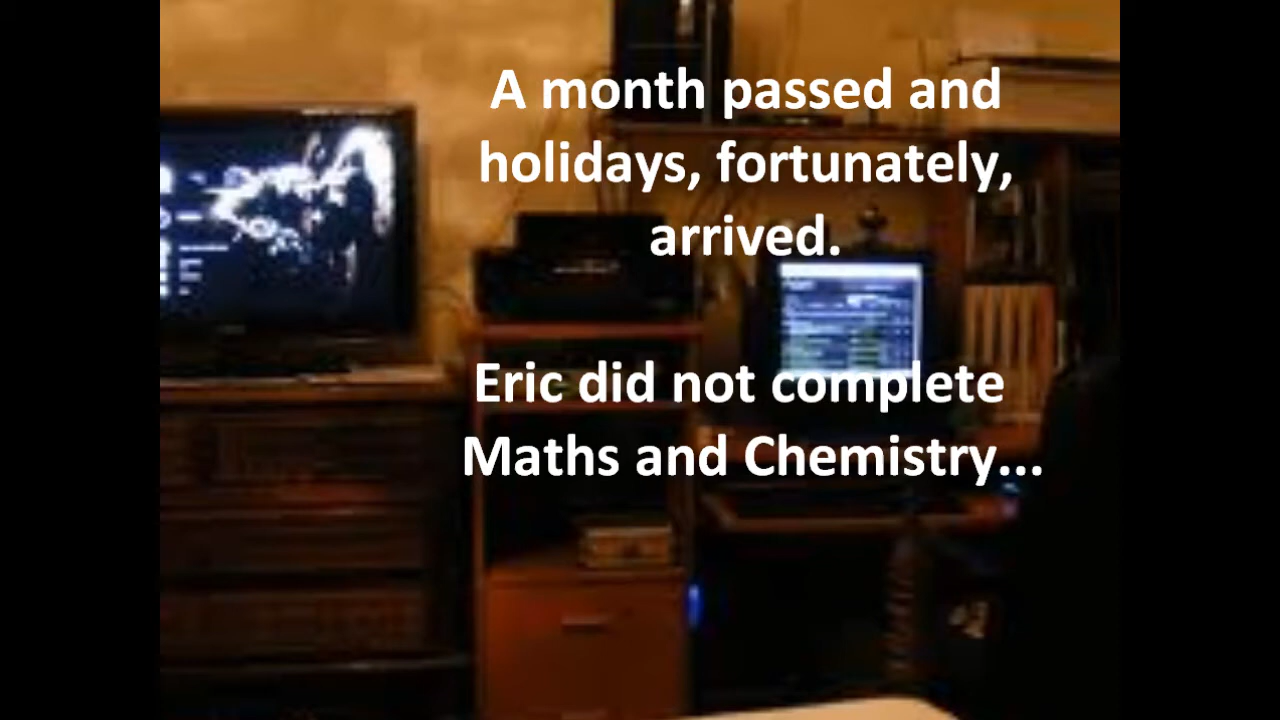 A month passed and
holidays, fortunately,
arrived.
Eric did not complete
Maths and Chemistry...